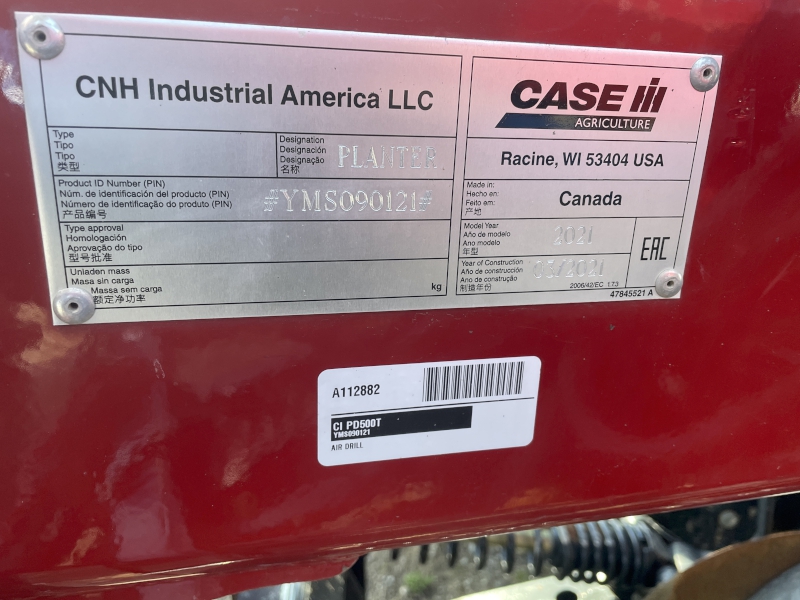 CNH Industrial America LLC
Type
Tipo
Tipo
类型
Designation
Designación
Designação
名称
PLANTER
Product ID Number (PIN)
Núm. de identificación del producto (PIN)
Número de identificação do produto (PIN)
产品编号
#YMS090121#
Type approval
Homologación
Aprovação do tipo
型号批准
Unladen mass
Masa sin carga
Massa sem carga
额定净功率
kg
CASE IH
AGRICULTURE
Racine, WI 53404 USA
Made in:
Hecho en:
Feito em:
产地
Canada
Model Year
Año de modelo
Ano modelo
年型
2021
Year of Construction
Año de construcción
Ano de construção
制造年份
05/2021
EAC
2006/42/EC 1.7.3
47845521 A
A112882
CI PD500T
YMS090121
AIR DRILL